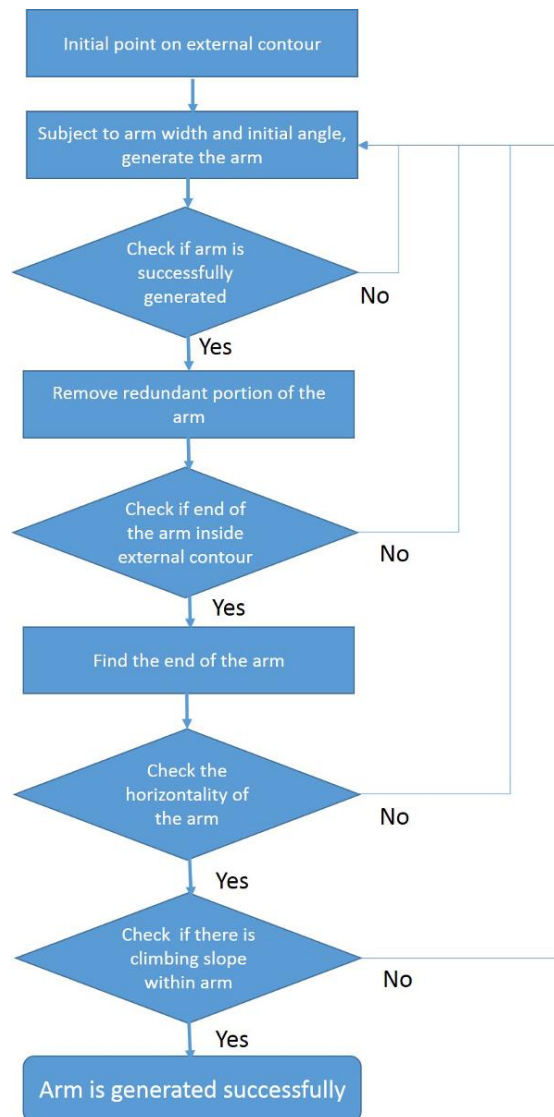 Initial point on external contour
Subject to arm width and initial angle,
generate the arm
Check if arm is
successfully
generated
No
Yes
Remove redundant portion of the
arm
Check if end of
the arm inside
external contour
No
Yes
Find the end of the arm
Check the
horizontality of
the arm
No
Yes
Check if there is
climbing slope
within arm
No
Yes
Arm is generated successfully